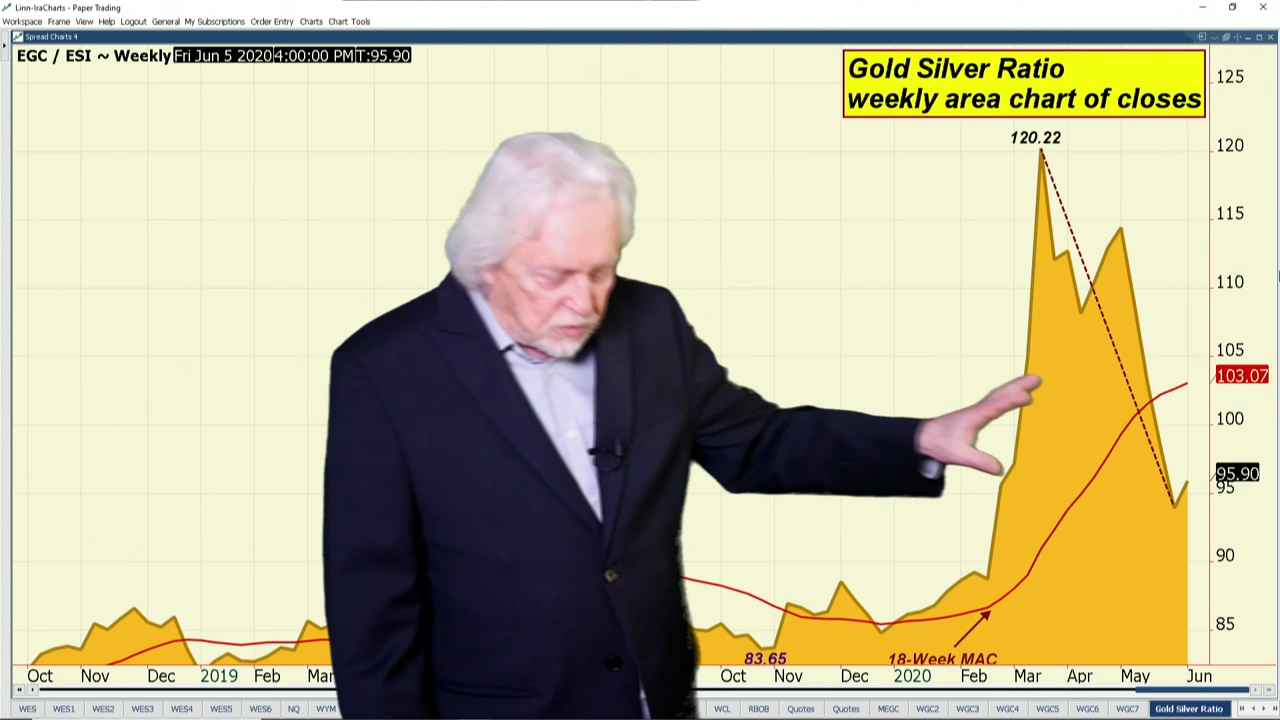 Linn-IraCharts - Paper Trading
Workspace Frame View Help Logout General My Subscriptions Order Entry Charts Chart Tools
Spread Charts 4
EGC / ESI ~ Weekly Fri Jun 5 2020 4:00:00 PM T:95.90
Gold Silver Ratio
weekly area chart of closes
125
120.22
120
115
110
105
103.07
100
95.90
95
90
85
83.65
18-Week MAC
Oct Nov Dec 2019 Feb Mar Oct Nov Dec 2020 Feb Mar Apr May Jun
WES WES1 WES2 WES3 WES4 WES5 WES6 NQ WYM WCL RBOB Quotes Quotes MEGC WGC2 WGC3 WGC4 WGC5 WGC6 WGC7 Gold Silver Ratio